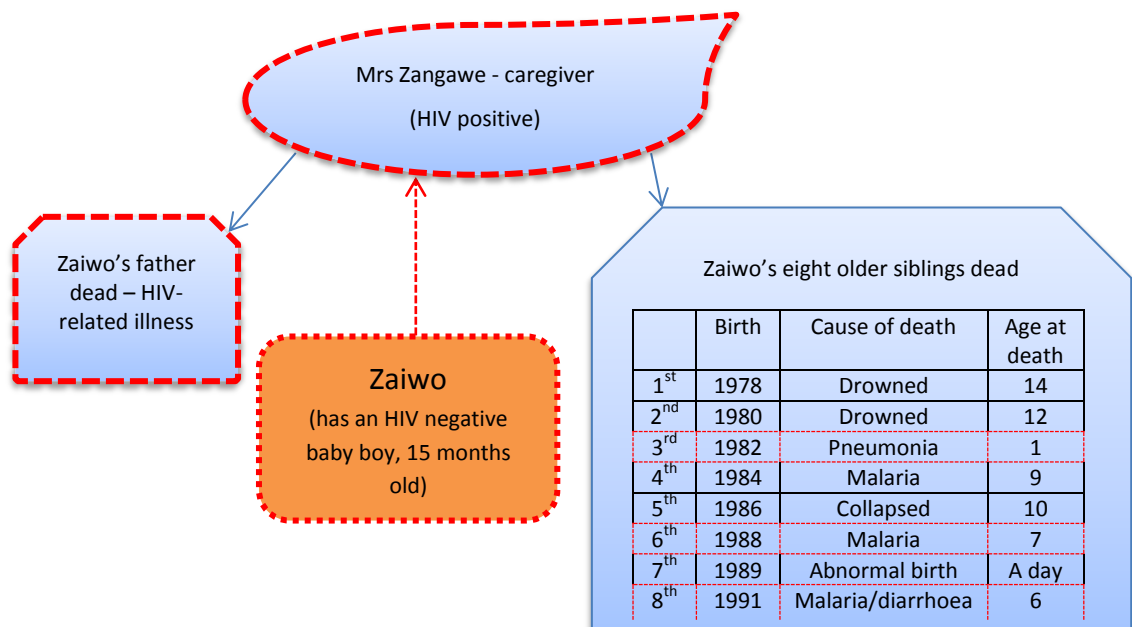 Mrs Zangawe - caregiver
(HIV positive)
Zaiwo’s father
dead – HIV-
related illness
Zaiwo
(has an HIV negative
baby boy, 15 months
old)
Zaiwo’s eight older siblings dead
Birth Cause of death Age at
death
1st 1978 Drowned 14
2nd 1980 Drowned 12
3rd 1982 Pneumonia 1
4th 1984 Malaria 9
5th 1986 Collapsed 10
6th 1988 Malaria 7
7th 1989 Abnormal birth A day
8th 1991 Malaria/diarrhoea 6